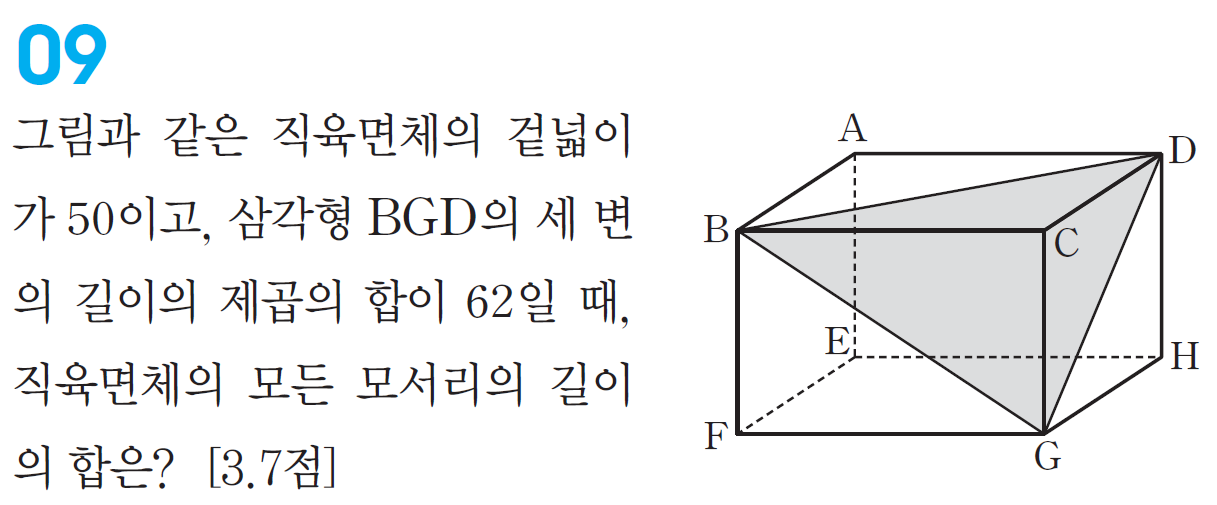 09
그림과 같은 직육면체의 겉넓이
가 50이고, 삼각형 BGD의 세 변
의 길이의 제곱의 합이 62일 때,
직육면체의 모든 모서리의 길이
의 합은? [3.7점]
A
D
B
C
E
H
F
G